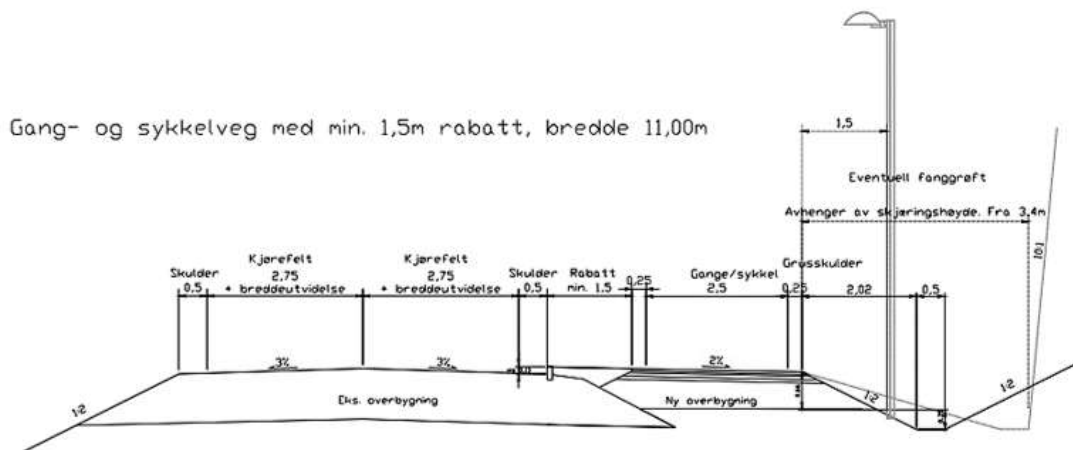 Gang- og sykkelveg med min. 1,5m rabatt, bredde 11,00m
1,5
Eventuell fanggrøft
Avhenger av skjæringshøyde. Fra 3,4m
10:1
Skulder
0,5
Kjørefelt
2,75
+ breddeutvidelse
Kjørefelt
2,75
+ breddeutvidelse
Skulder
0,5
Rabatt
min. 1,5
0,25
Gange/sykkel
2,5
Grusskulder
0,25
2,02
0,5
3%
3%
2%
1:2
Eks. overbygning
Ny overbygning
1:2
1:2